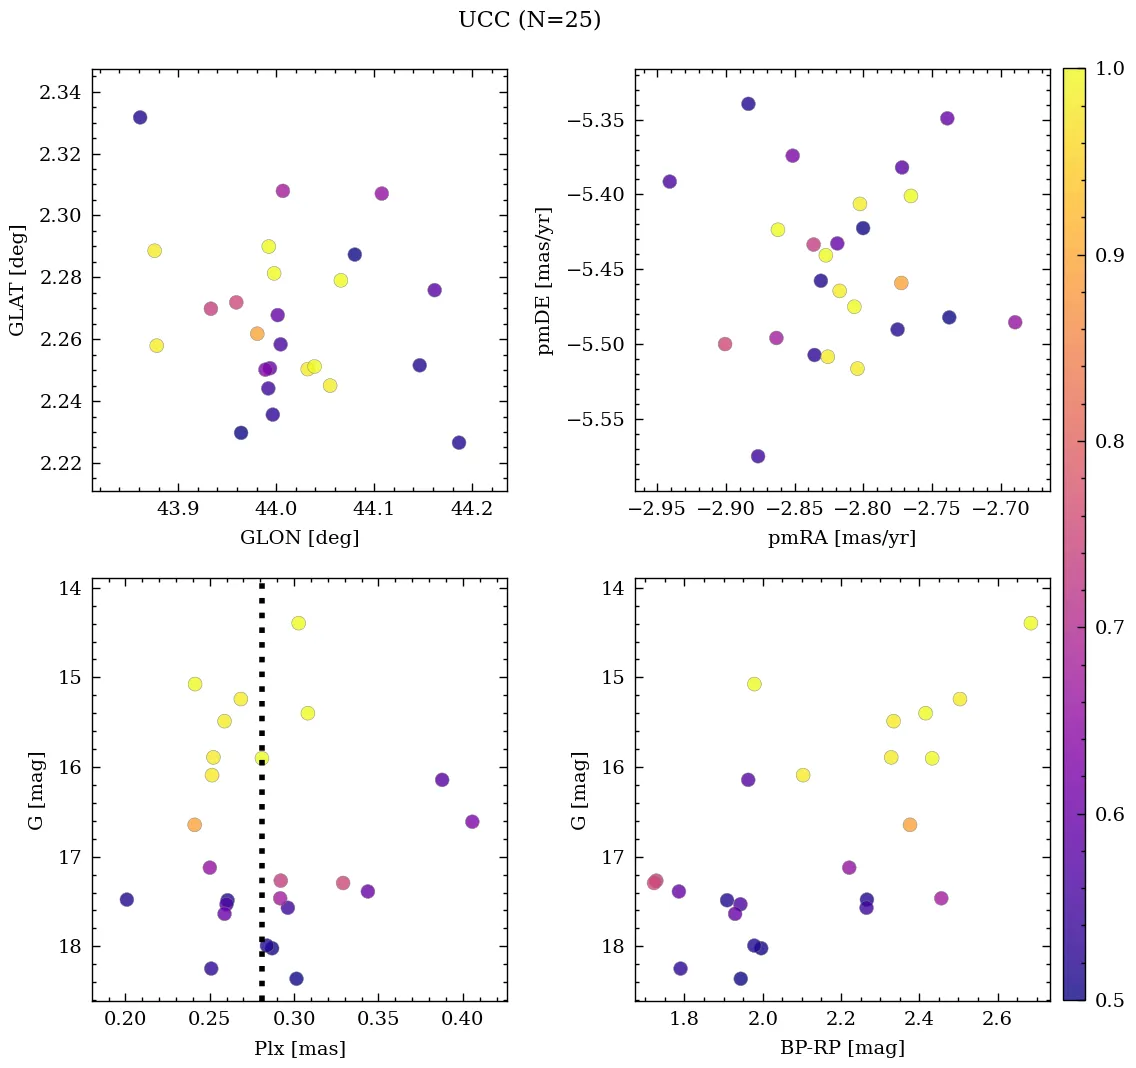 UCC (N=25)
2.34
2.32
2.30
2.28
2.26
2.24
2.22
GLAT [deg]
43.9 44.0 44.1 44.2
GLON [deg]
−5.35
−5.40
−5.45
−5.50
−5.55
pmDE [mas/yr]
−2.95 −2.90 −2.85 −2.80 −2.75 −2.70
pmRA [mas/yr]
14
15
16
17
18
G [mag]
0.20 0.25 0.30 0.35 0.40
Plx [mas]
14
15
16
17
18
G [mag]
1.8 2.0 2.2 2.4 2.6
BP-RP [mag]
1.0
0.9
0.8
0.7
0.6
0.5